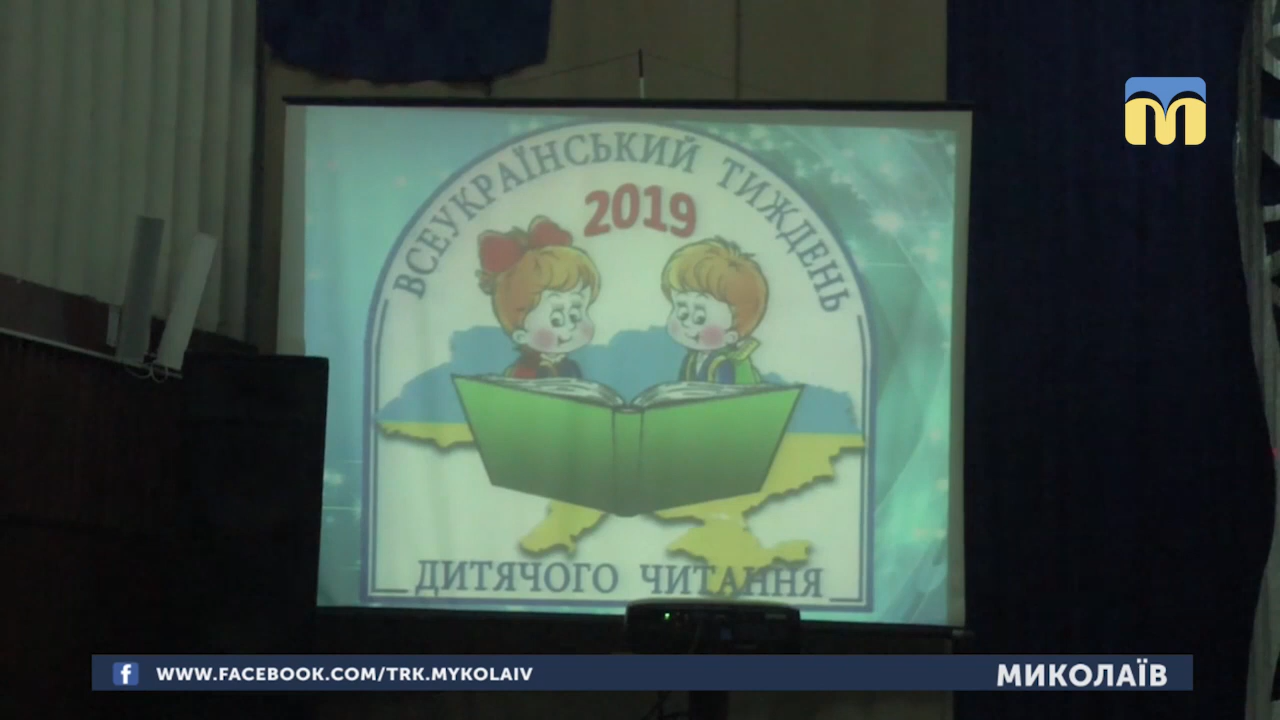 ВСЕУКРАЇНСЬКИЙ ТИЖДЕНЬ
2019
ДИТЯЧОГО ЧИТАННЯ
M
f WWW.FACEBOOK.COM/TRK.MYKOLAIV
МИКОЛАЇВ